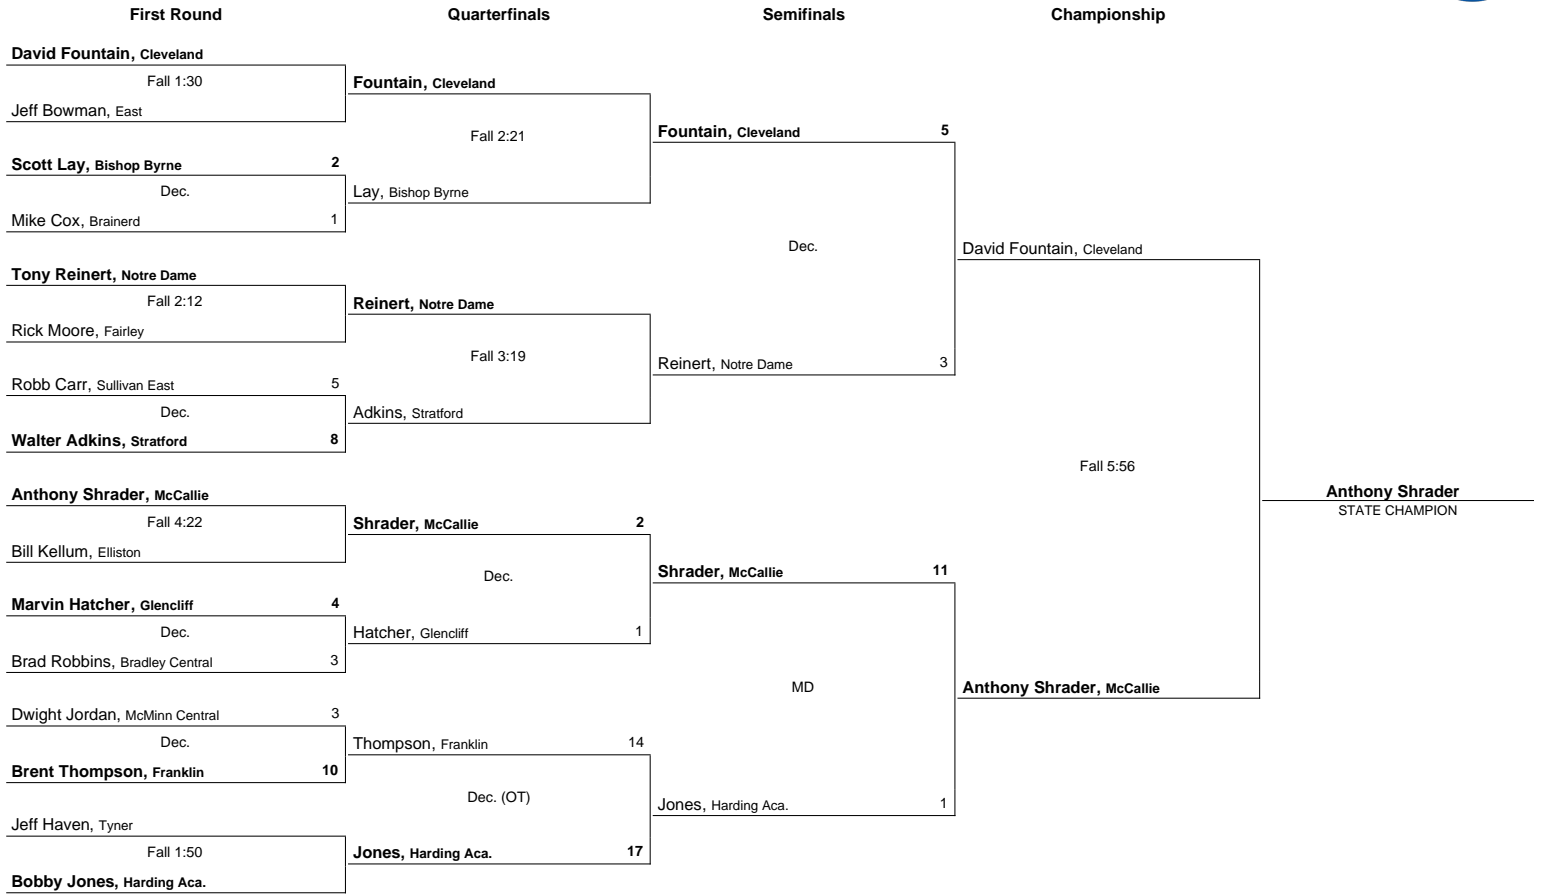 First Round
Quarterfinals
Semifinals
Championship
David Fountain, Cleveland
Fall 1:30
Jeff Bowman, East
Scott Lay, Bishop Byrne 2
Dec.
Mike Cox, Brainerd 1
Tony Reinert, Notre Dame
Fall 2:12
Rick Moore, Fairley
Robb Carr, Sullivan East 5
Dec.
Walter Adkins, Stratford 8
Anthony Shrader, McCallie
Fall 4:22
Bill Kellum, Elliston
Marvin Hatcher, Glencliff 4
Dec.
Brad Robbins, Bradley Central 3
Dwight Jordan, McMinn Central 3
Dec.
Brent Thompson, Franklin 10
Jeff Haven, Tyner
Fall 1:50
Bobby Jones, Harding Aca.
Fountain, Cleveland
Fall 2:21
Lay, Bishop Byrne
Reinert, Notre Dame
Fall 3:19
Adkins, Stratford
Shrader, McCallie 2
Dec.
Hatcher, Glencliff 1
Thompson, Franklin 14
Dec. (OT)
Jones, Harding Aca. 17
Fountain, Cleveland 5
Dec.
Reinert, Notre Dame 3
Shrader, McCallie 11
MD
Jones, Harding Aca. 1
David Fountain, Cleveland
Fall 5:56
Anthony Shrader, McCallie
Anthony Shrader
STATE CHAMPION